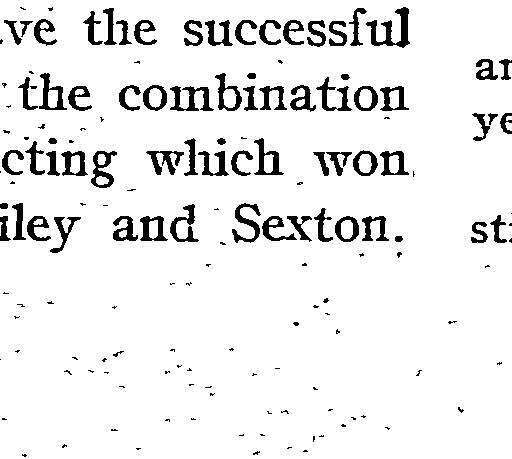 the successful
the combination
which won
and Sexton.